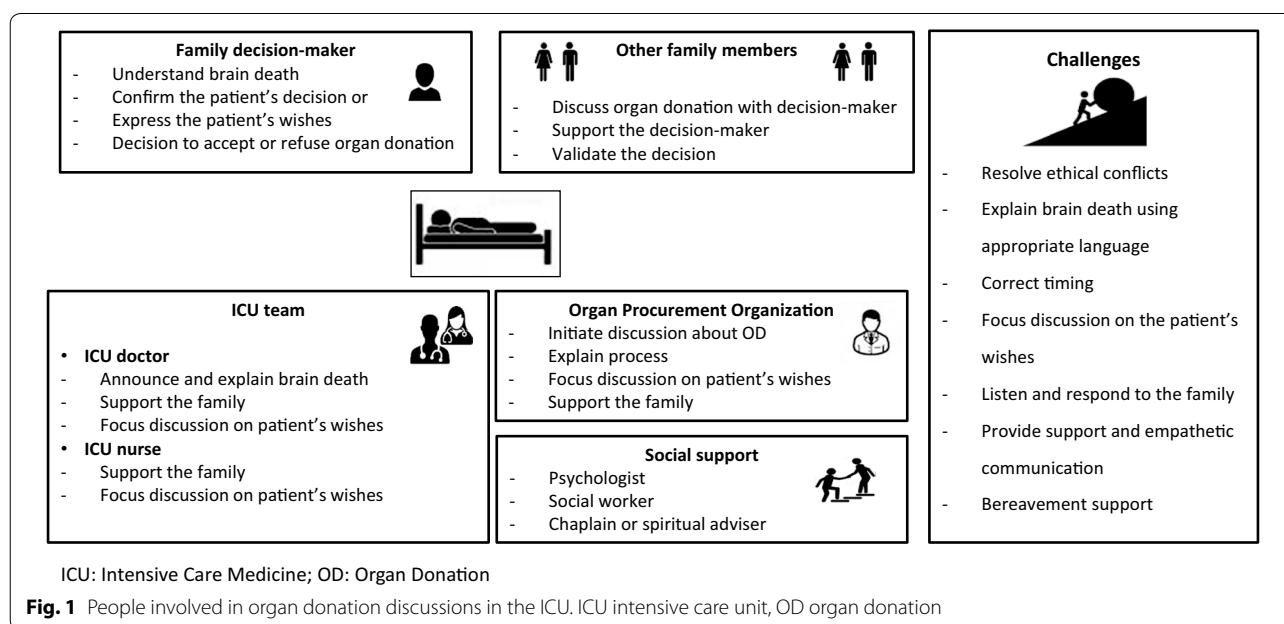 Family decision-maker
- Understand brain death
- Confirm the patient's decision or
- Express the patient's wishes
- Decision to accept or refuse organ donation
Other family members
- Discuss organ donation with decision-maker
- Support the decision-maker
- Validate the decision
ICU team
• ICU doctor
- Announce and explain brain death
- Support the family
- Focus discussion on patient's wishes
• ICU nurse
- Support the family
- Focus discussion on patient's wishes
Organ Procurement Organization
- Initiate discussion about OD
- Explain process
- Focus discussion on patient's wishes
- Support the family
Social support
- Psychologist
- Social worker
- Chaplain or spiritual adviser
Challenges
- Resolve ethical conflicts
- Explain brain death using
appropriate language
- Correct timing
- Focus discussion on the patient's
wishes
- Listen and respond to the family
- Provide support and empathetic
communication
- Bereavement support
ICU: Intensive Care Medicine; OD: Organ Donation
Fig. 1 People involved in organ donation discussions in the ICU. ICU intensive care unit, OD organ donation